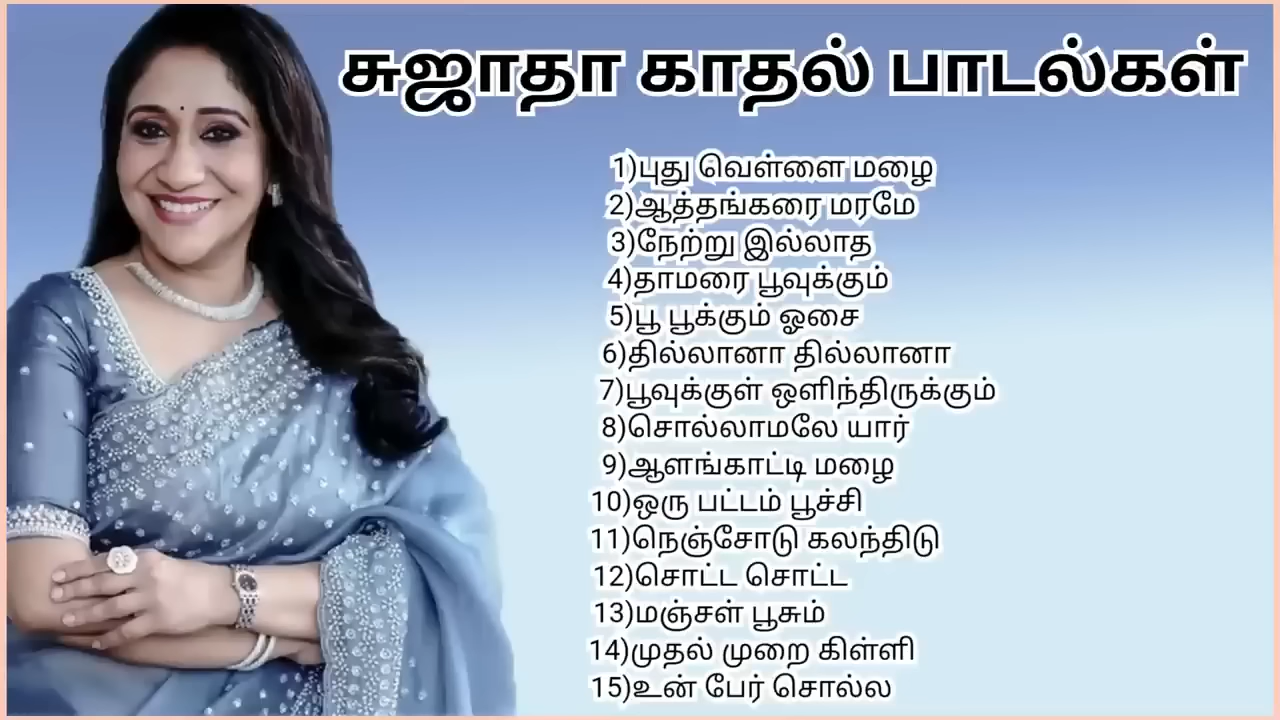 சுஜாதா காதல் பாடல்கள்
1)புது வெள்ளை மழை
2)ஆத்தங்கரை மரமே
3)நேற்று இல்லாத
4)தாமரை பூவுக்கும்
5)பூ பூக்கும் ஓசை
6)தில்லானா தில்லானா
7)பூவுக்குள் ஒளிந்திருக்கும்
8)சொல்லாமலே யார்
9)ஆளங்காட்டி மழை
10)ஒரு பட்டம் பூச்சி
11)நெஞ்சோடு கலந்திடு
12)சொட்ட சொட்ட
13)மஞ்சள் பூசும்
14)முதல் முறை கிள்ளி
15)உன் பேர் சொல்ல